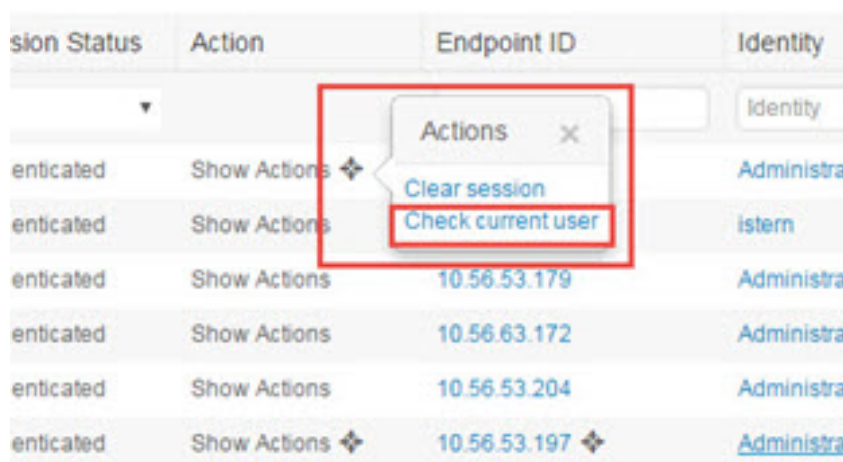 sion Status Action Endpoint ID Identity
Actions ×
Identity
enticated Show Actions Administra
Clear session
Check current user
enticated Show Actions istern
enticated Show Actions 10.56.53.179 Administra
enticated Show Actions 10.56.63.172 Administra
enticated Show Actions 10.56.53.204 Administra
enticated Show Actions 10.56.53.197 Administra